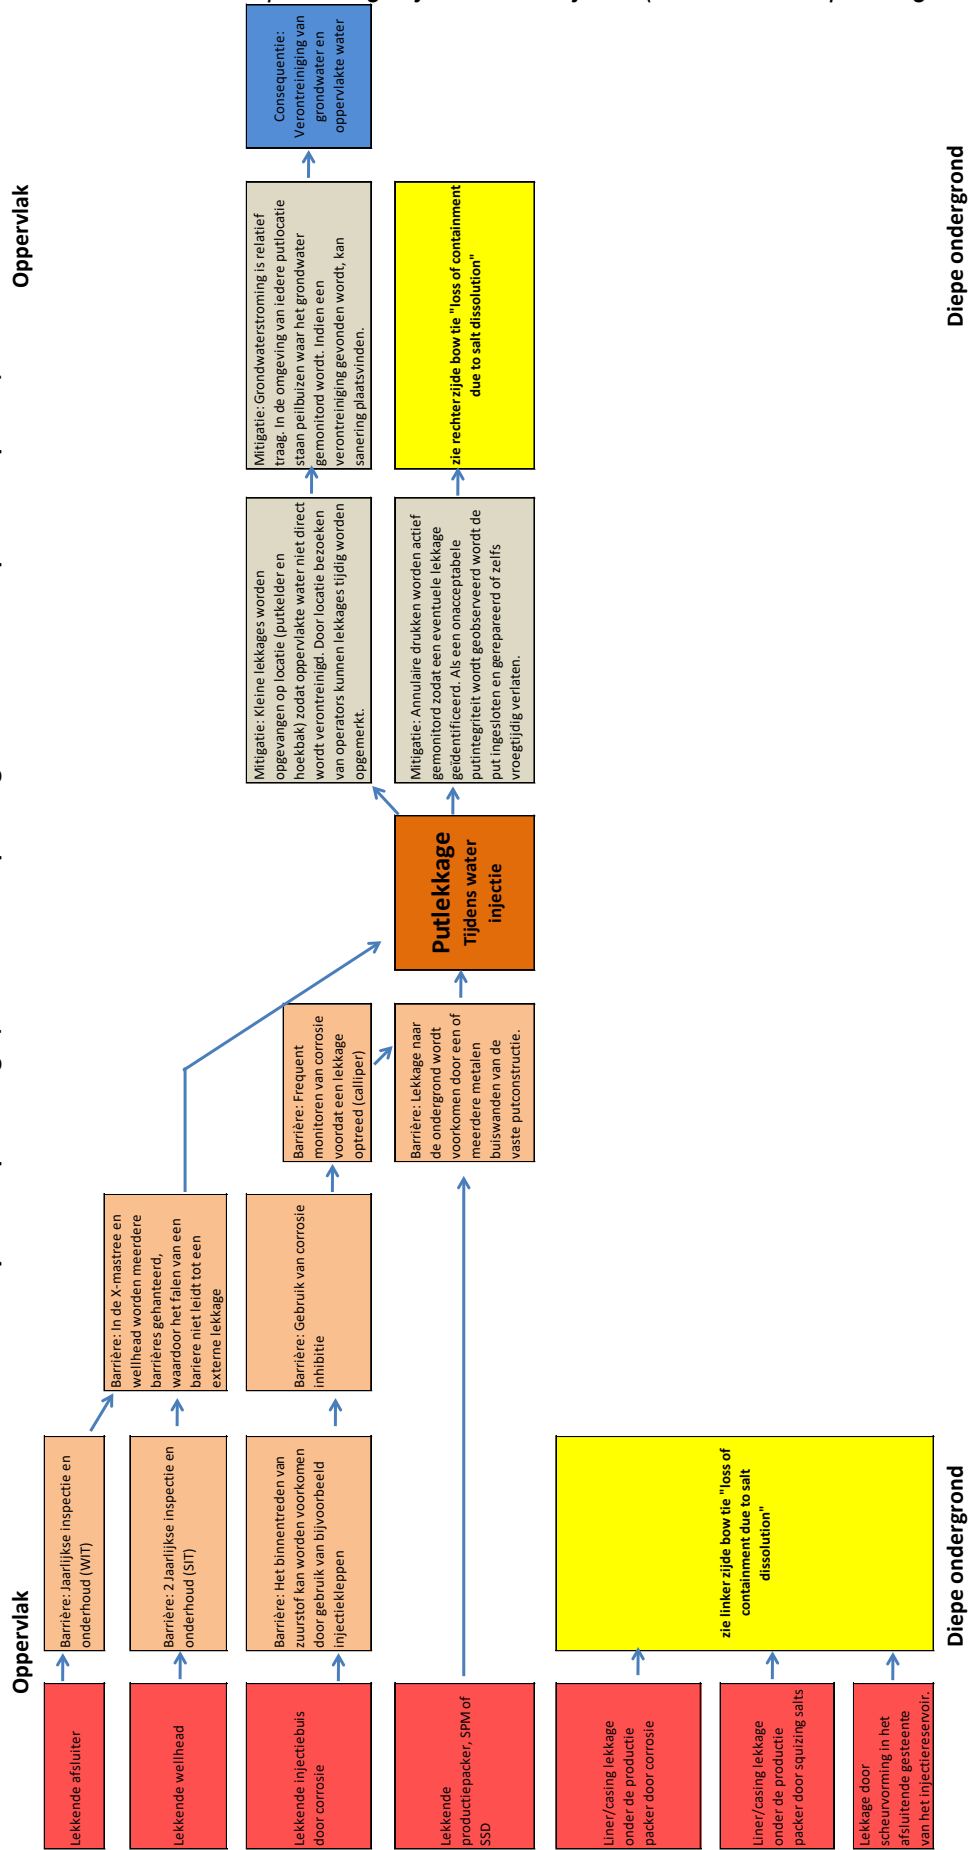 Oppervlak
Oppervlak
Lekkende afsluiter
Barrière: Jaarlijkse inspectie en
onderhoud (WIT)
Barrière: In de X-mastree en
wellhead worden meerdere
barrières gehanteerd,
waardoor het falen van een
bariere niet leidt tot een
externe lekkage
Lekkende wellhead
Barrière: 2 Jaarlijkse inspectie en
onderhoud (SIT)
Lekkende injectiebuis
door corrosie
Barrière: Het binnentreden van
zuurstof kan worden voorkomen
door gebruik van bijvoorbeeld
injectiekleppen
Barrière: Gebruik van corrosie
inhibitie
Barrière: Frequent
monitoren van corrosie
voordat een lekkage
optreed (calliper)
Mitigatie: Kleine lekkages worden
opgevangen op locatie (putkelder en
hoekbak) zodat oppervlakte water niet direct
wordt verontreinigd. Door locatie bezoeken
van operators kunnen lekkages tijdig worden
opgemerkt.
Mitigatie: Grondwaterstroming is relatief
traag. In de omgeving van iedere putlocatie
staan peilbuizen waar het grondwater
gemonitord wordt. Indien een
verontreiniging gevonden wordt, kan
sanering plaatsvinden.
Consequentie:
Verontreiniging van
grondwater en
oppervlakte water
Lekkende
productiepacker, SPM of
SSD
Barrière: Lekkage naar
de ondergrond wordt
voorkomen door een of
meerdere metalen
buiswanden van de
vaste putconstructie.
Putlekkage
Tijdens water
injectie
Mitigatie: Annulaire drukken worden actief
gemonitord zodat een eventuele lekkage
geïdentificeerd. Als een onacceptabele
putintegriteit wordt geobserveerd wordt de
put ingesloten en gerepareerd of zelfs
vroegtijdig verlaten.
zie rechter zijde bow tie "loss of containment
due to salt dissolution"
Liner/casing lekkage
onder de productie
packer door corrosie
zie linker zijde bow tie "loss of
containment due to salt
dissolution"
Liner/casing lekkage
onder de productie
packer door squizing salts
Lekkage door
scheurvorming in het
afsluitende gesteente
van het injectiereservoir.
Diepe ondergrond
Diepe ondergrond